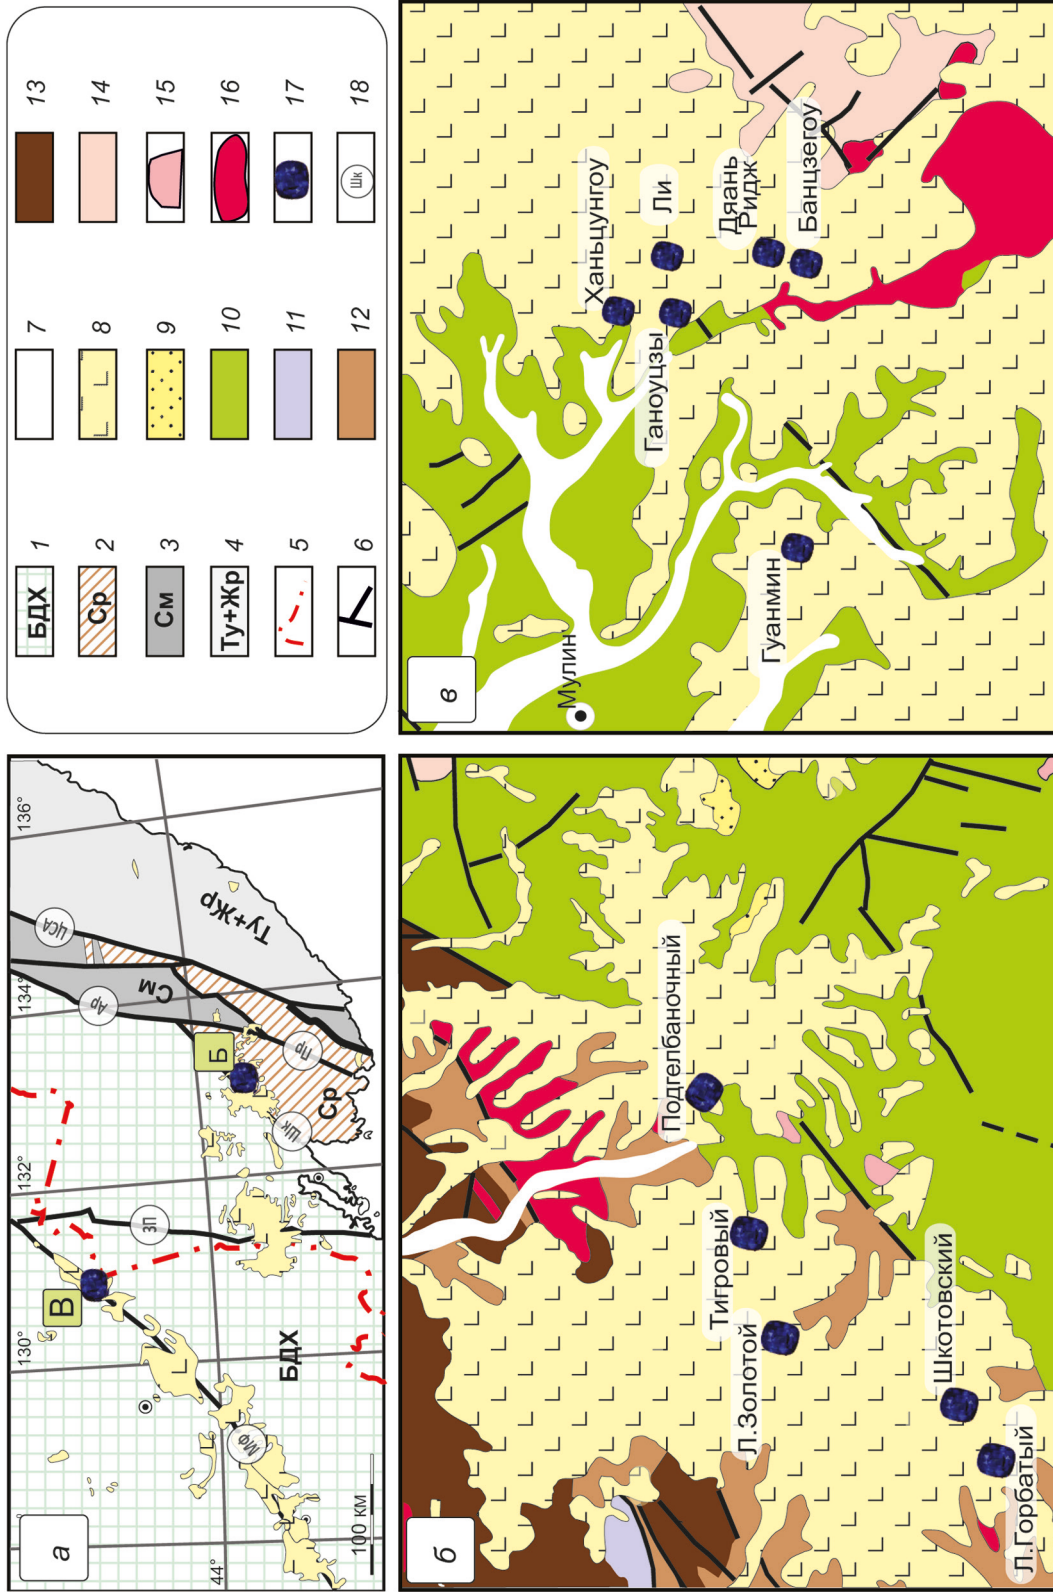 а
130°
132°
134°
136°
44°
100 км
В
Б
БДХ
Ср
См
Ту+Жр
МФ
ЗП
Шк
Пр
Ар
ЦСА
БДХ
1
Ср
2
См
3
Ту+Жр
4
5
6
7
8
9
10
11
12
13
14
15
16
17
Шк
18
б
Подгелбаночный
Тигровый
Л.Золотой
Шкотовский
Л.Горбатый
в
Мулин
Гуанмин
Ганоуцзы
Ханьцунгоу
Ли
Дяань
Ридж
Банцзегоу